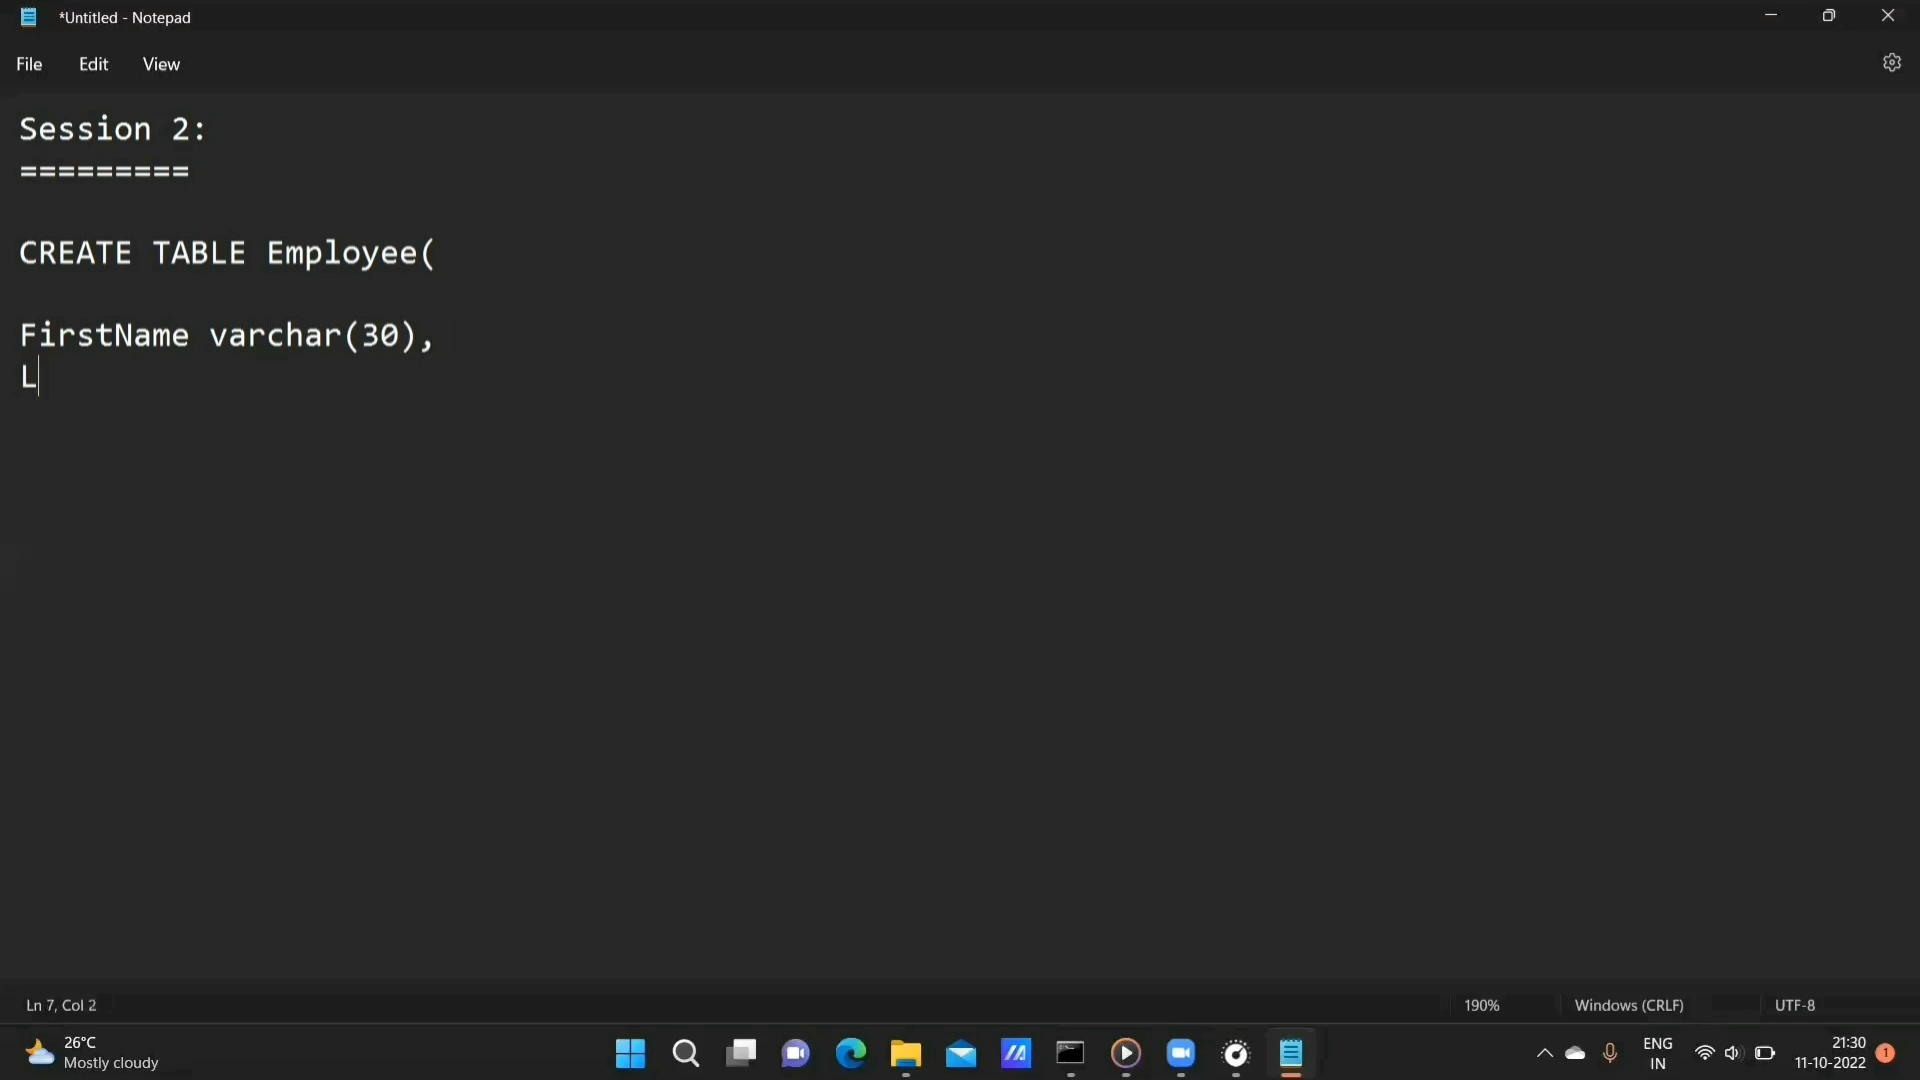 *Untitled - Notepad
File Edit View
Session 2:
=========
CREATE TABLE Employee(
FirstName varchar(30),
L
Ln 7, Col 2 190% Windows (CRLF) UTF-8
26°C
Mostly cloudy
ENG
IN
21:30
11-10-2022
1